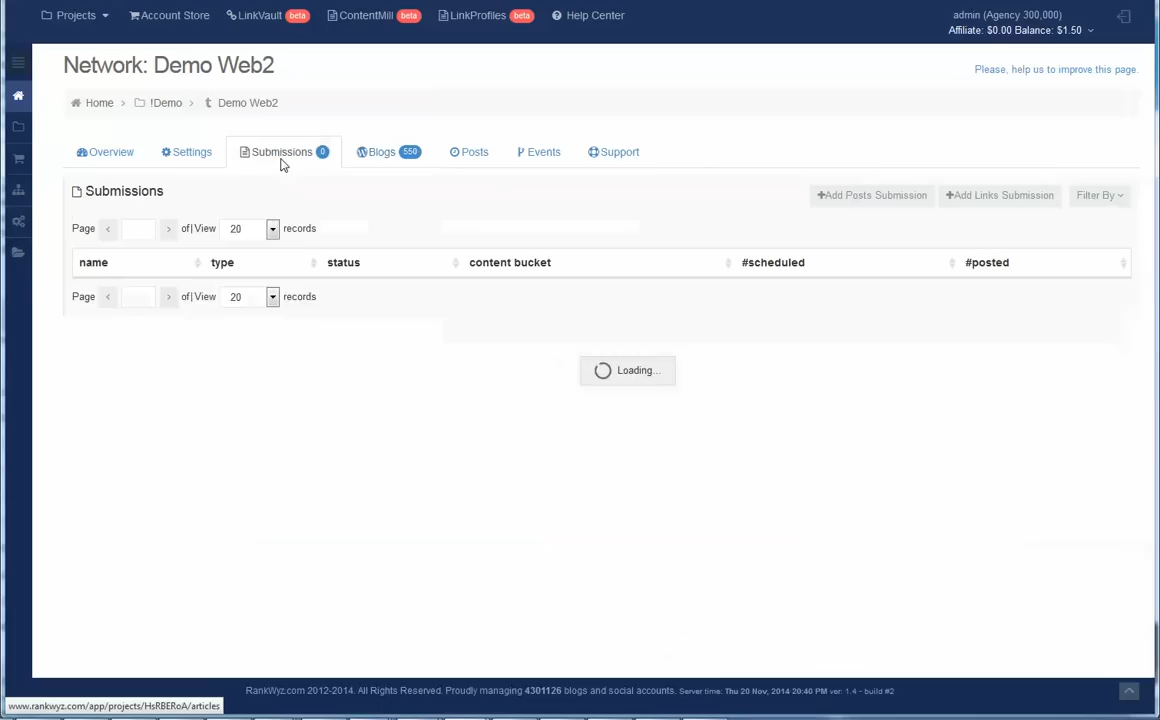 Projects Account Store LinkVault beta ContentMill beta LinkProfiles beta Help Center
admin (Agency 300,000)
Affiliate: $0.00 Balance: $1.50
Network: Demo Web2
Please, help us to improve this page.
Home > !Demo > Demo Web2
Overview Settings Submissions 0 Blogs 550 Posts Events Support
Submissions
+Add Posts Submission +Add Links Submission Filter By
Page < > of| View 20 records
name type status content bucket #scheduled #posted
Page < > of| View 20 records
Loading...
RankWyz.com 2012-2014. All Rights Reserved. Proudly managing 4301126 blogs and social accounts. Server time: Thu 20 Nov, 2014 20:40 PM ver: 1.4 - build #2
www.rankwyz.com/app/projects/HsRBERoA/articles